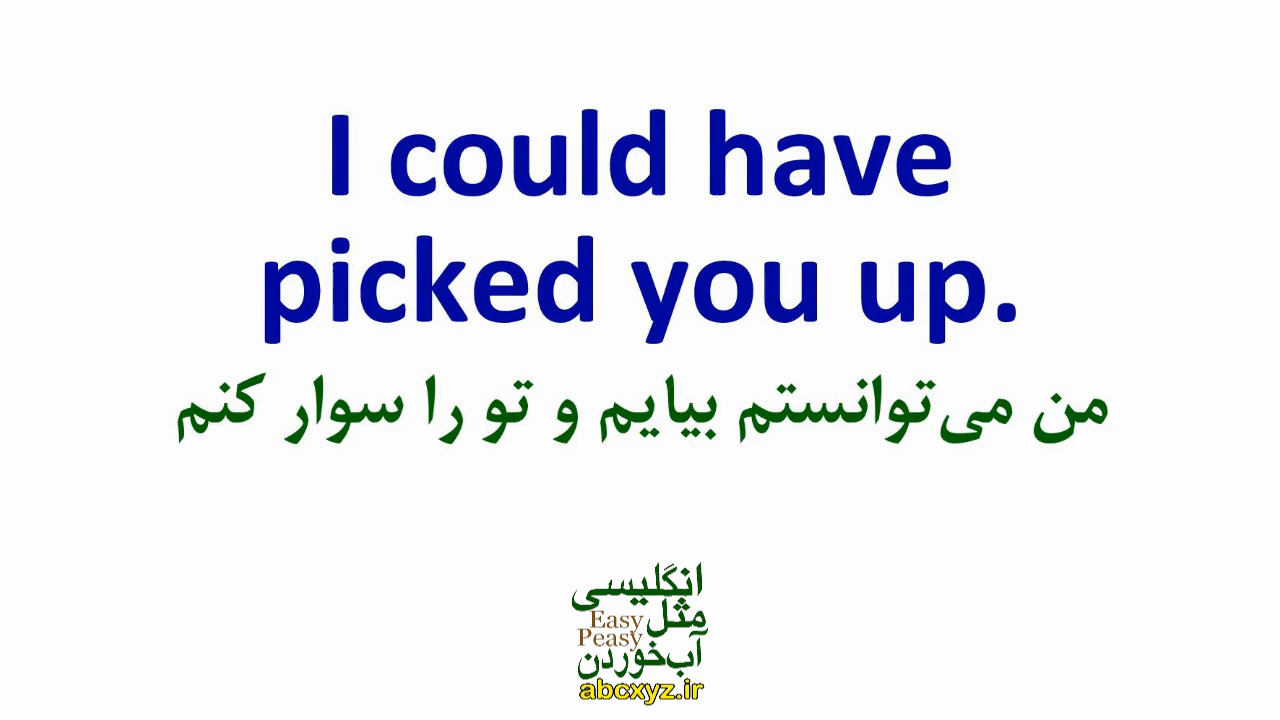 I could have
picked you up.
من می‌توانستم بیایم و تو را سوار کنم
انگلیسی
مثل
Easy
Peasy
آب‌خوردن
abcxyz.ir